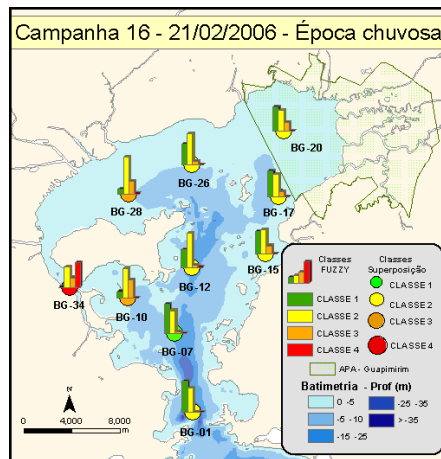 Campanha 16 - 21/02/2006 - Época chuvosa
BG-20
BG-26
BG-28
BG-17
BG-15
BG-12
BG-34
BG-10
BG-07
BG-01
N
0 4,000 8,000
m
Classes FUZZY
Classes Superposição
CLASSE 1
CLASSE 2
CLASSE 3
CLASSE 4
CLASSE 1
CLASSE 2
CLASSE 3
CLASSE 4
APA - Guapimirim
Batimetria - Prof (m)
0 -5
-5 -10
-15 -25
-25 -35
>-35